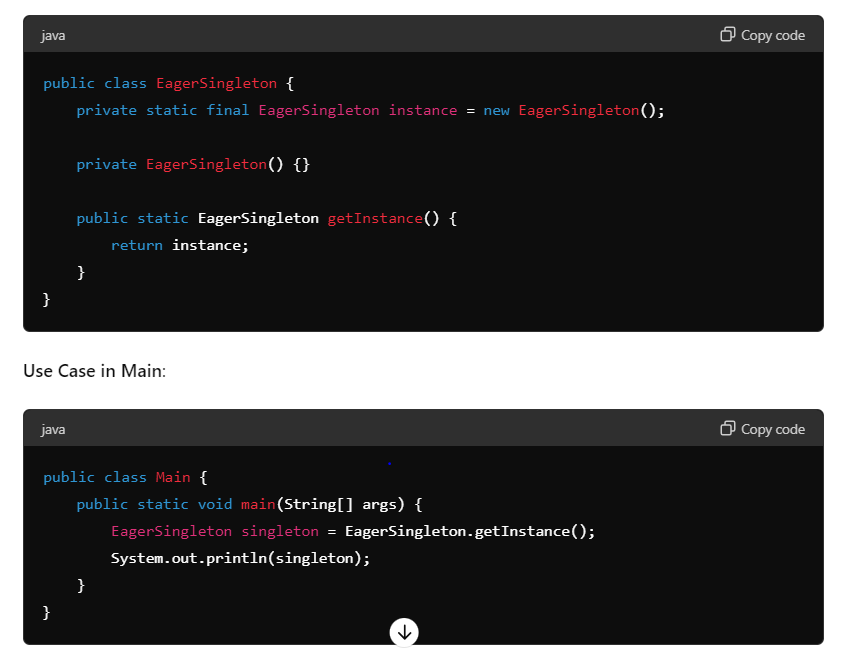 java
Copy code
public class EagerSingleton {
    private static final EagerSingleton instance = new EagerSingleton();
    private EagerSingleton() {}
    public static EagerSingleton getInstance() {
        return instance;
    }
}
Use Case in Main:
java
Copy code
public class Main {
    public static void main(String[] args) {
        EagerSingleton singleton = EagerSingleton.getInstance();
        System.out.println(singleton);
    }
}